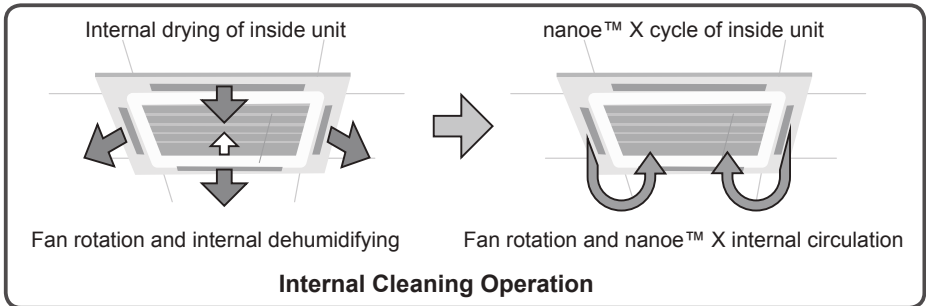 Internal drying of inside unit
nanoe™ X cycle of inside unit
Fan rotation and internal dehumidifying
Fan rotation and nanoe™ X internal circulation
Internal Cleaning Operation